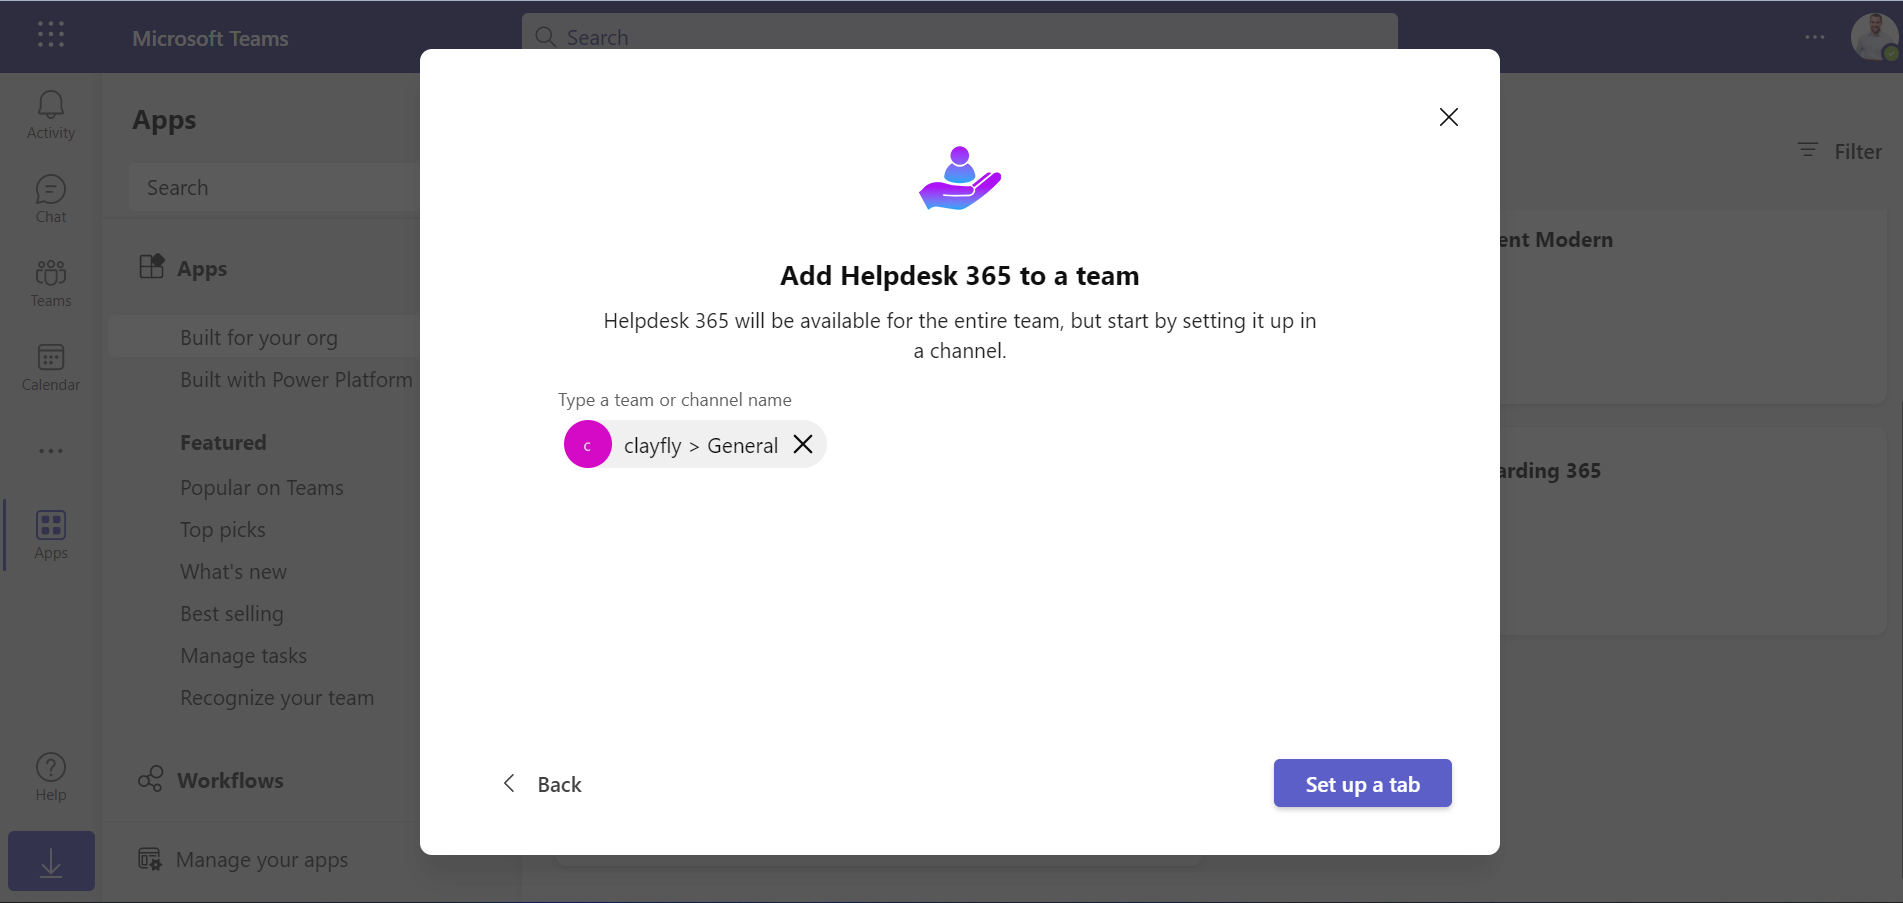 Microsoft Teams
Search
Activity
Chat
Teams
Calendar
Apps
Help
Apps
Search
Apps
Built for your org
Built with Power Platform
Featured
Popular on Teams
Top picks
What's new
Best selling
Manage tasks
Recognize your team
Workflows
Manage your apps
Filter
ent Modern
arding 365
Add Helpdesk 365 to a team
Helpdesk 365 will be available for the entire team, but start by setting it up in
a channel.
Type a team or channel name
c clayfly > General
Back
Set up a tab